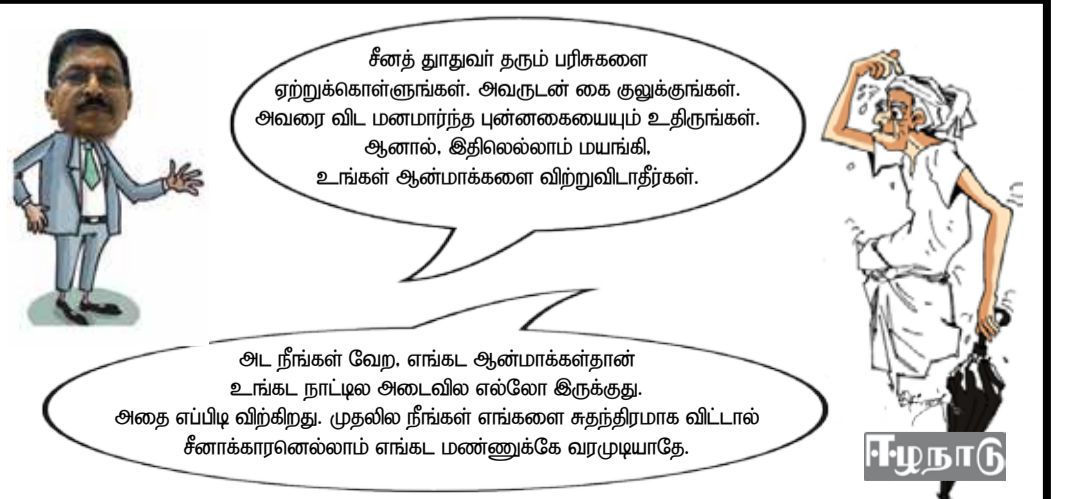 சீனத் தூதுவர் தரும் பரிசுகளை
ஏற்றுக்கொள்ளுங்கள். அவருடன் கை குலுக்குங்கள்.
அவரை விட மனமார்ந்த புன்னகையையும் உதிருங்கள்.
ஆனால், இதிலெல்லாம் மயங்கி,
உங்கள் ஆன்மாக்களை விற்றுவிடாதீர்கள்.
அட நீங்கள் வேற, எங்கட ஆன்மாக்கள்தான்
உங்கட நாட்டில அடைவில எல்லோ இருக்குது.
அதை எப்பிடி விற்கிறது. முதலில நீங்கள் எங்களை சுதந்திரமாக விட்டால்
சீனாக்காரனெல்லாம் எங்கட மண்ணுக்கே வரமுடியாதே.
ஈழநாடு